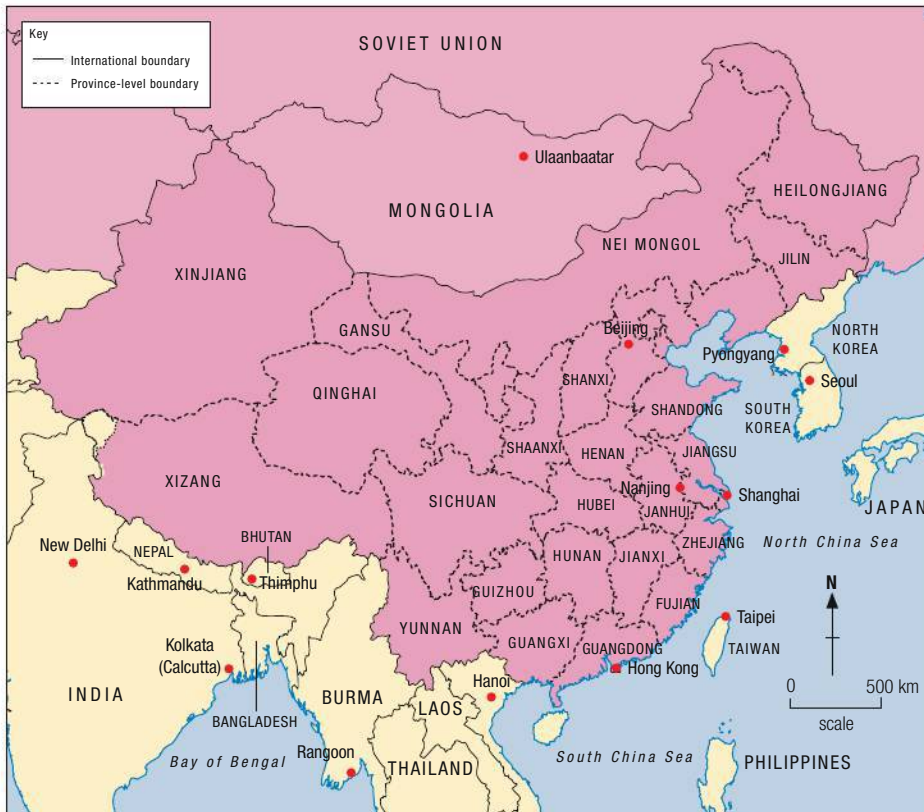 Key
International boundary
Province-level boundary
SOVIET UNION
Ulaanbaatar
MONGOLIA
HEILONGJIANG
NEI MONGOL
JILIN
XINJIANG
GANSU
Beijing
NORTH
KOREA
Pyongyang
Seoul
QINGHAI
SHANXI
SHANDONG
SOUTH
KOREA
SHAANXI
HENAN
JIANGSU
XIZANG
SICHUAN
Nanjing
Shanghai
HUBEI
JANHUI
JAPAN
New Delhi
NEPAL
BHUTAN
ZHEJIANG
North China Sea
Kathmandu
Thimphu
HUNAN
JIANXI
GUIZHOU
N
FUJIAN
Taipei
YUNNAN
GUANGXI
GUANGDONG
TAIWAN
Kolkata
(Calcutta)
Hong Kong
Hanoi
INDIA
BURMA
LAOS
0 500 km
scale
BANGLADESH
Bay of Bengal
Rangoon
THAILAND
South China Sea
PHILIPPINES